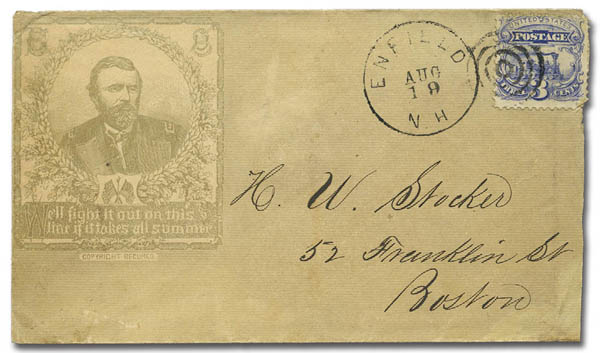 We'll fight it out on this
line if it takes all summer
COPYRIGHT SECURED.
ENFIELD
AUG
19
N H
UNITED STATES
POSTAGE
THREE 3 CENTS
H. W. Stocker
52 Franklin St
Boston